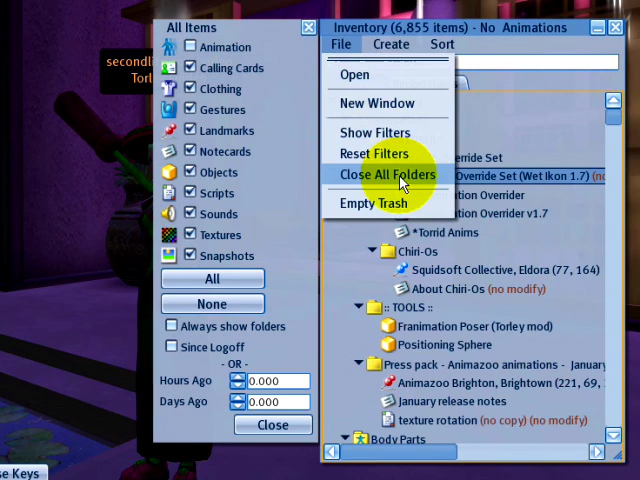 secondli
Torl
All Items
Animation
Calling Cards
Clothing
Gestures
Landmarks
Notecards
Objects
Scripts
Sounds
Textures
Snapshots
All
None
Always show folders
Since Logoff
- OR -
Hours Ago 0.000
Days Ago 0.000
Close
Inventory (6,855 items) - No Animations
File Create Sort
Open
New Window
Show Filters
Reset Filters
Close All Folders
Empty Trash
erride Set
Override Set (Wet Ikon 1.7) (no
tion Overrider
tion Overrider v1.7
*Torrid Anims
Chiri-Os
Squidsoft Collective, Eldora (77, 164)
About Chiri-Os (no modify)
:: TOOLS ::
Franimation Poser (Torley mod)
Positioning Sphere
Press pack - Animazoo animations - January
Animazoo Brighton, Brightown (221, 69,
January release notes
texture rotation (no copy) (no modify)
Body Parts
se Keys